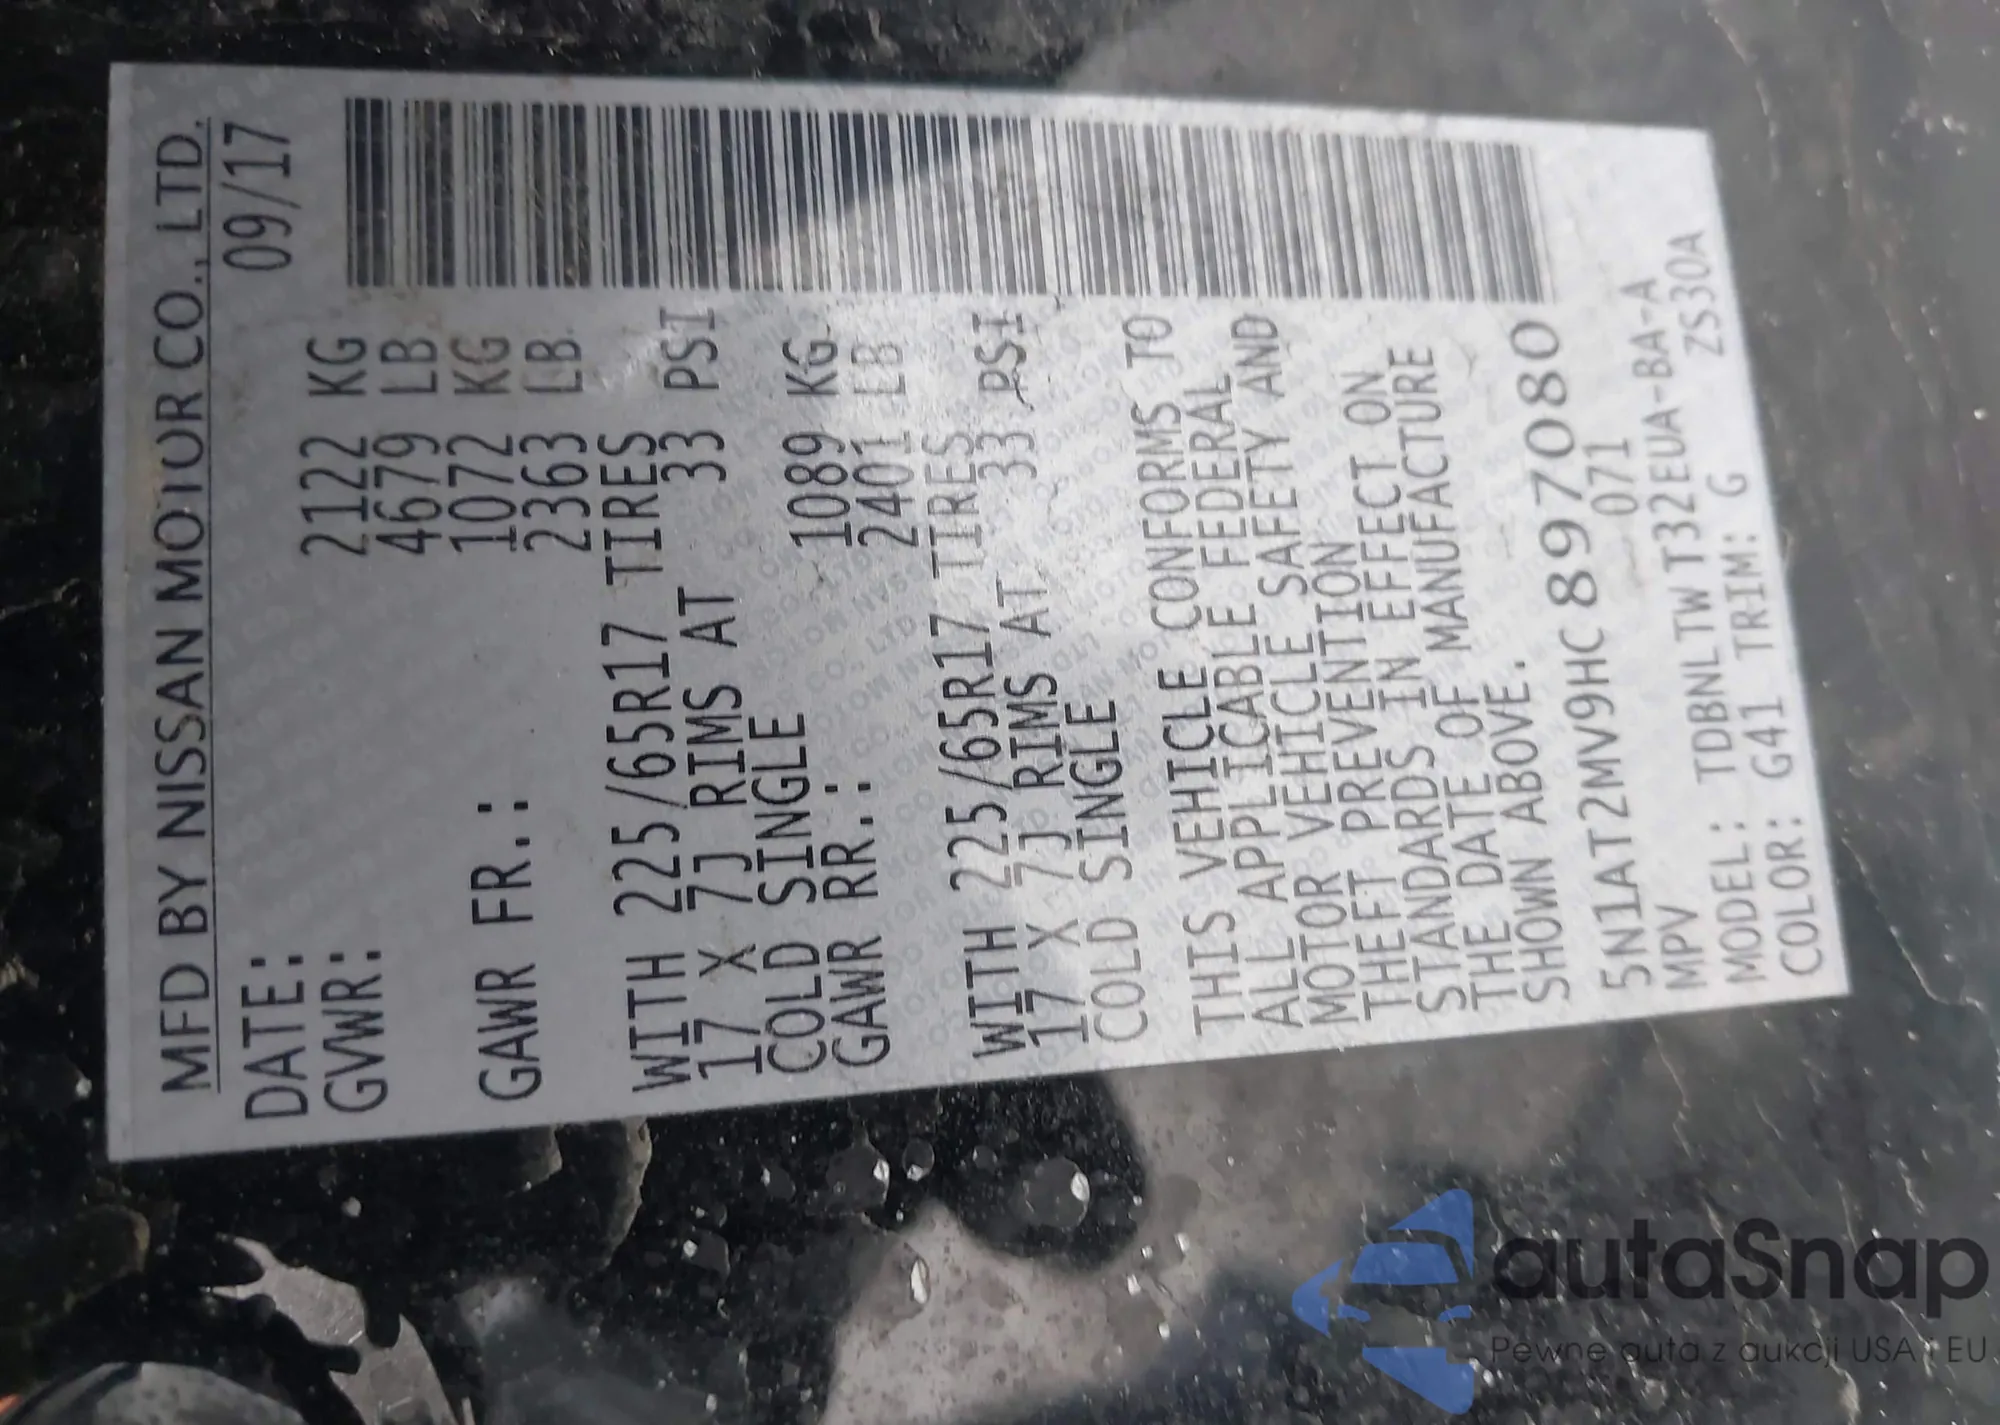 MFD BY NISSAN MOTOR CO., LTD.
DATE: 09/17
GVWR: 2122 KG
4679 LB
GAWR FR.: 1072 KG
2363 LB
WITH 225/65R17 TIRES
17 X 7J RIMS AT 33 PSI
COLD SINGLE
GAWR RR.: 1089 KG
2401 LB
WITH 225/65R17 TIRES
17 X 7J RIMS AT 33 PSI
COLD SINGLE
THIS VEHICLE CONFORMS TO
ALL APPLICABLE FEDERAL
MOTOR VEHICLE SAFETY AND
THEFT PREVENTION
STANDARDS IN EFFECT ON
THE DATE OF MANUFACTURE
SHOWN ABOVE.
5N1AT2MV9HC897080
MPV 071
MODEL: TDBNLTW T32EUA-BA-A
COLOR: G41 TRIM: G ZS30A
autaSnap
Pewne auta z aukcji USA i EU